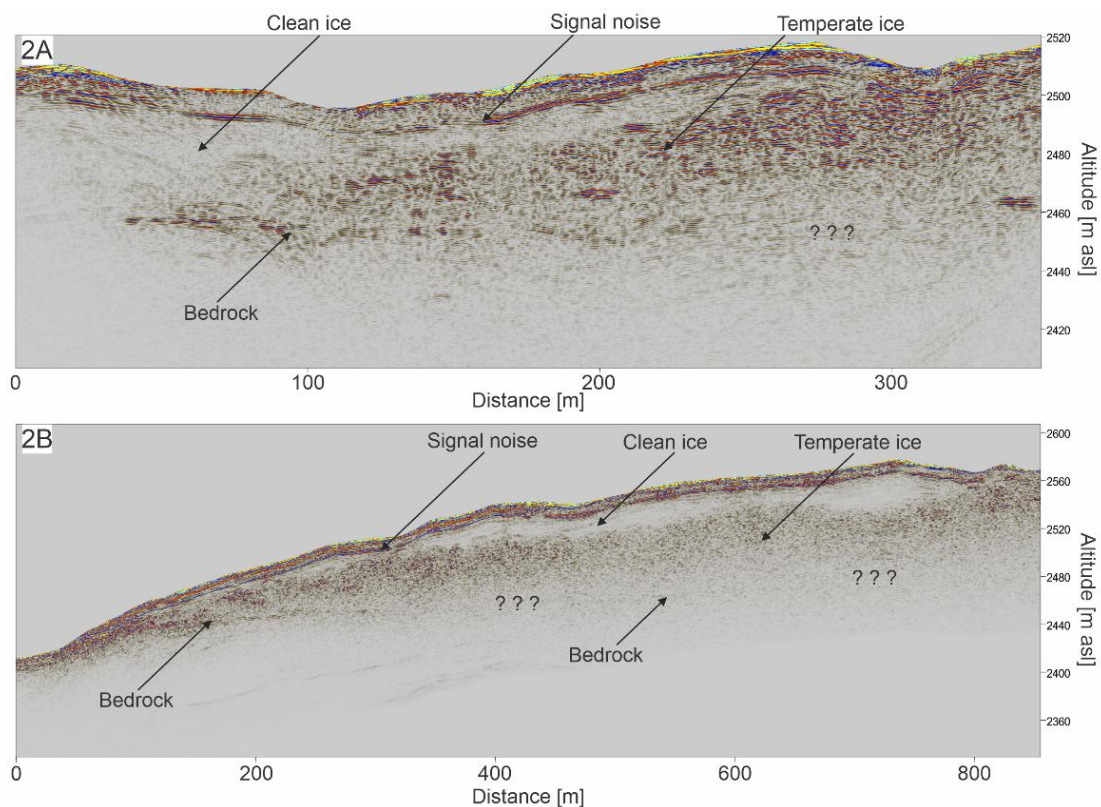 Clean ice
Signal noise
Temperate ice
2A
2520
2500
2480
2460
2440
2420
Altitude [m asl]
? ? ?
Bedrock
0
100
200
300
Distance [m]
2B
Signal noise
Clean ice
Temperate ice
2600
2560
2520
2480
2440
2400
2360
Altitude [m asl]
? ? ?
? ? ?
Bedrock
Bedrock
0
200
400
600
800
Distance [m]